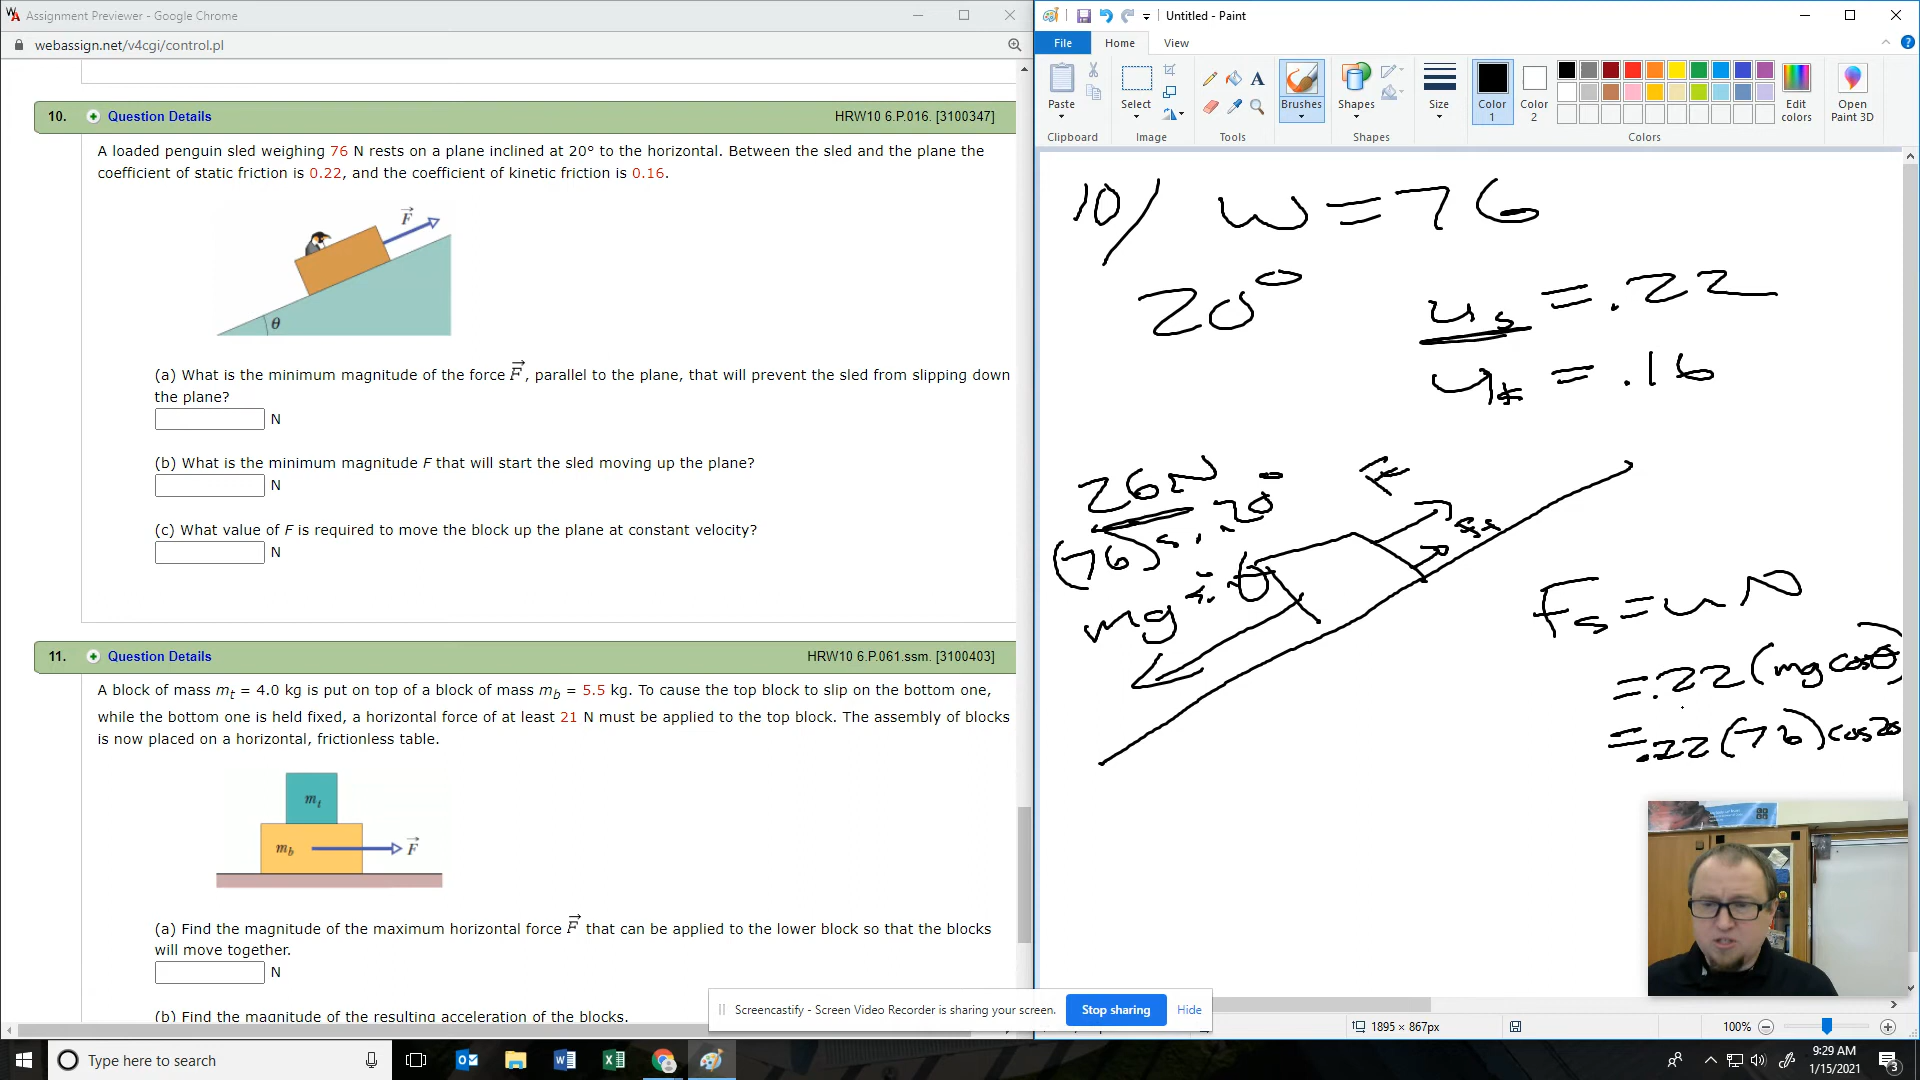 Assignment Previewer - Google Chrome
webassign.net/v4cgi/control.pl
10. Question Details HRW10 6.P.016. [3100347]
A loaded penguin sled weighing 76 N rests on a plane inclined at 20° to the horizontal. Between the sled and the plane the
coefficient of static friction is 0.22, and the coefficient of kinetic friction is 0.16.
F
θ
(a) What is the minimum magnitude of the force F, parallel to the plane, that will prevent the sled from slipping down
the plane?
N
(b) What is the minimum magnitude F that will start the sled moving up the plane?
N
(c) What value of F is required to move the block up the plane at constant velocity?
N
11. Question Details HRW10 6.P.061.ssm. [3100403]
A block of mass mt = 4.0 kg is put on top of a block of mass mb = 5.5 kg. To cause the top block to slip on the bottom one,
while the bottom one is held fixed, a horizontal force of at least 21 N must be applied to the top block. The assembly of blocks
is now placed on a horizontal, frictionless table.
mt
mb F
(a) Find the magnitude of the maximum horizontal force F that can be applied to the lower block so that the blocks
will move together.
N
(b) Find the magnitude of the resulting acceleration of the blocks.
Untitled - Paint
File Home View
Paste
Select
Brushes
Shapes
Size
Color 1
Color 2
Edit colors
Open Paint 3D
Clipboard Image Tools Shapes Colors
10/ w=76
20° us = .22
uk = .16
26N
(76) sin 20°
mg sin θ
F
Fs = u N
= .22 (mg cosθ)
= .22 (76) cos20
Screencastify - Screen Video Recorder is sharing your screen. Stop sharing Hide
1895 × 867px 100%
Type here to search
9:29 AM
1/15/2021
3